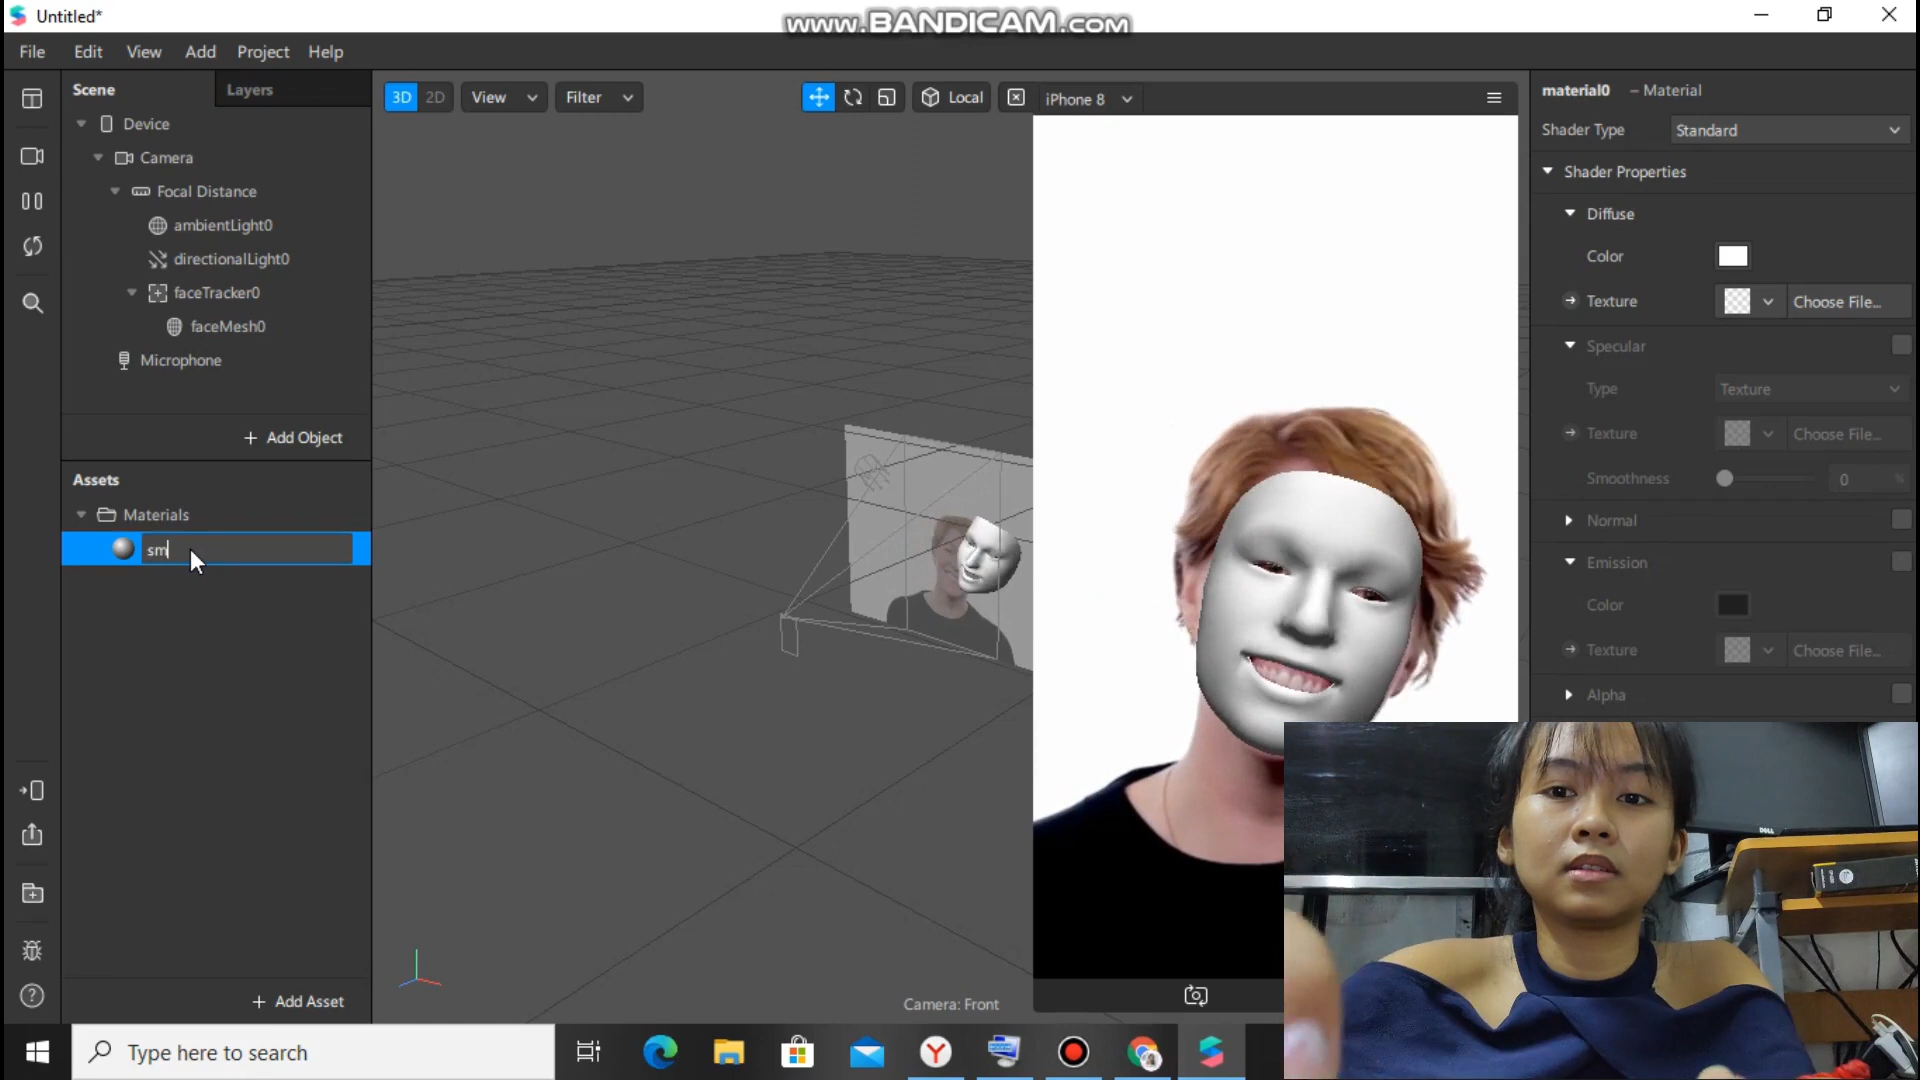 Untitled*
www.BANDICAM.com
File Edit View Add Project Help
Scene Layers
Device
Camera
Focal Distance
ambientLight0
directionalLight0
faceTracker0
faceMesh0
Microphone
+ Add Object
Assets
Materials
sm
+ Add Asset
3D 2D View Filter Local iPhone 8
Camera: Front
material0 – Material
Shader Type Standard
Shader Properties
Diffuse
Color
Texture Choose File...
Specular
Type Texture
Texture Choose File...
Smoothness 0 %
Normal
Emission
Color
Texture Choose File...
Alpha
DELL
Type here to search